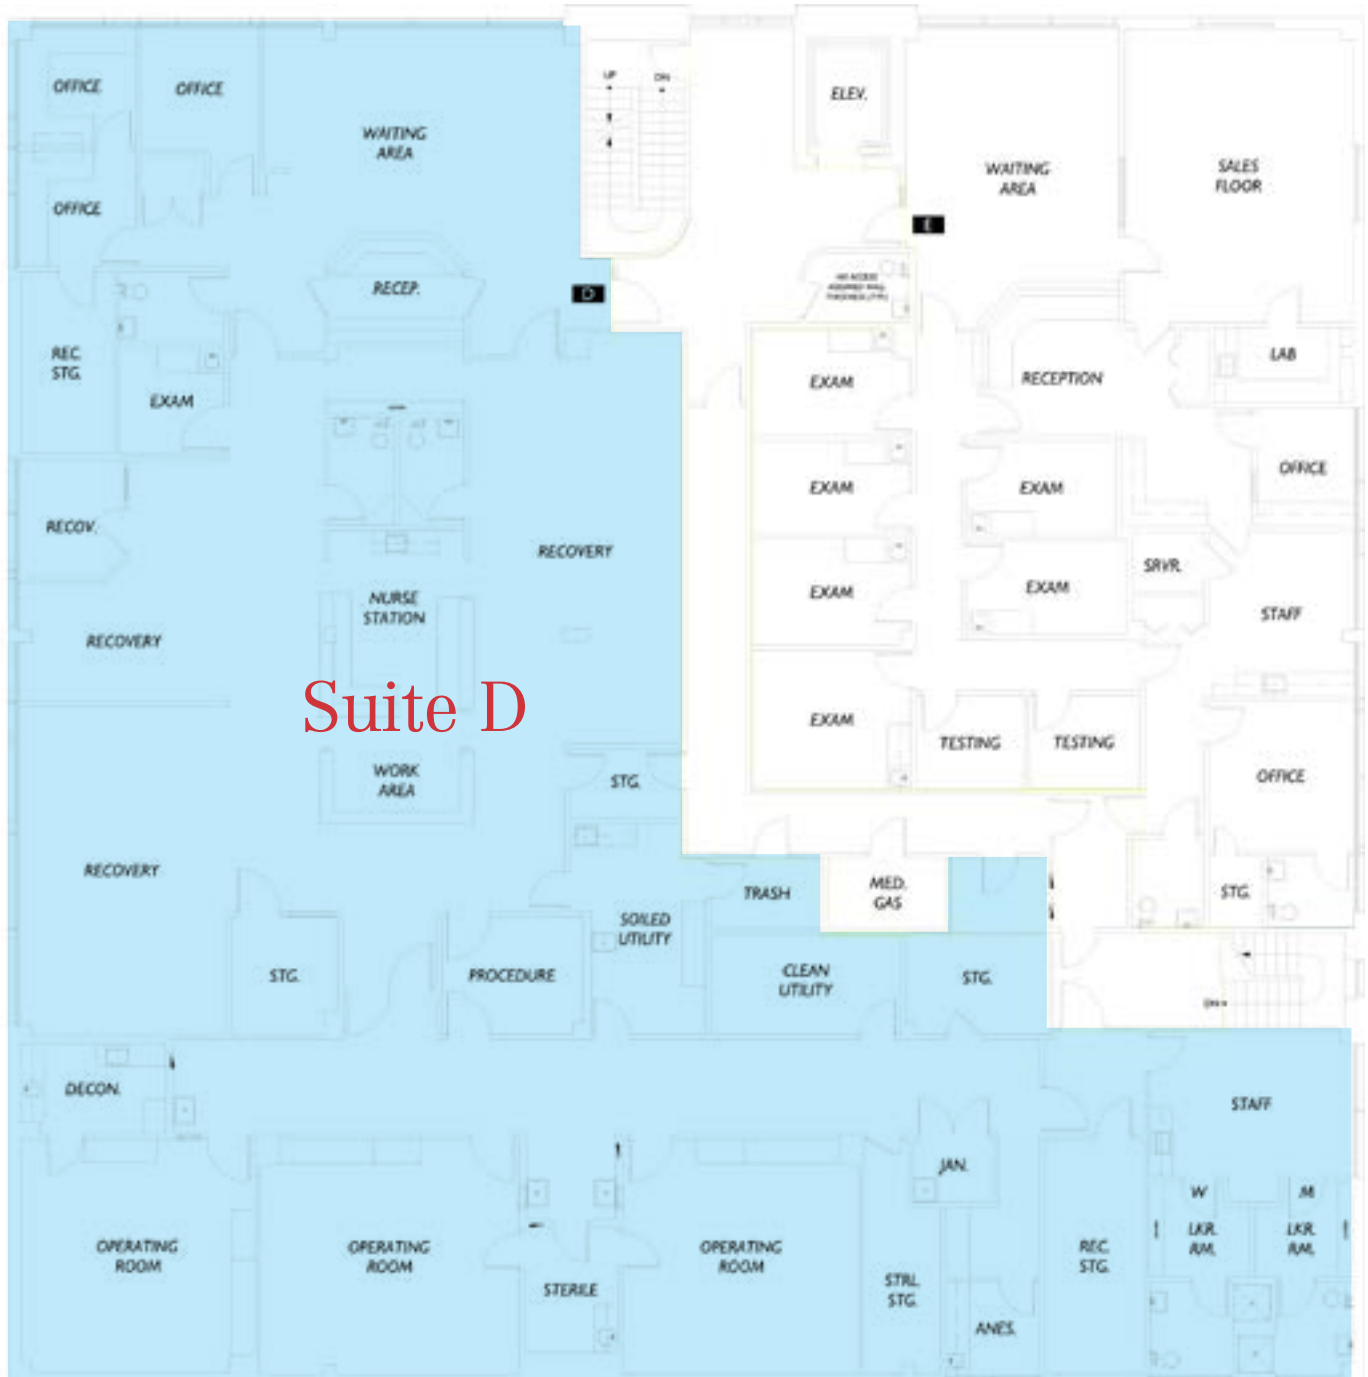 UP
DN
OFFICE
OFFICE
ELEV.
WAITING
AREA
WAITING
AREA
SALES
FLOOR
OFFICE
E
RECEP.
D
REC.
STG.
EXAM
EXAM
RECEPTION
LAB
OFFICE
EXAM
EXAM
RECOV.
RECOVERY
NURSE
STATION
EXAM
EXAM
SRVR.
STAFF
RECOVERY
Suite D
EXAM
TESTING
TESTING
OFFICE
WORK
AREA
STG.
RECOVERY
TRASH
MED.
GAS
STG.
SOILED
UTILITY
STG.
PROCEDURE
CLEAN
UTILITY
STG.
DN
DECON.
STAFF
JAN.
W
M
OPERATING
ROOM
OPERATING
ROOM
OPERATING
ROOM
LKR.
RM.
LKR.
RM.
REC.
STG.
STERILE
STRL.
STG.
ANES.